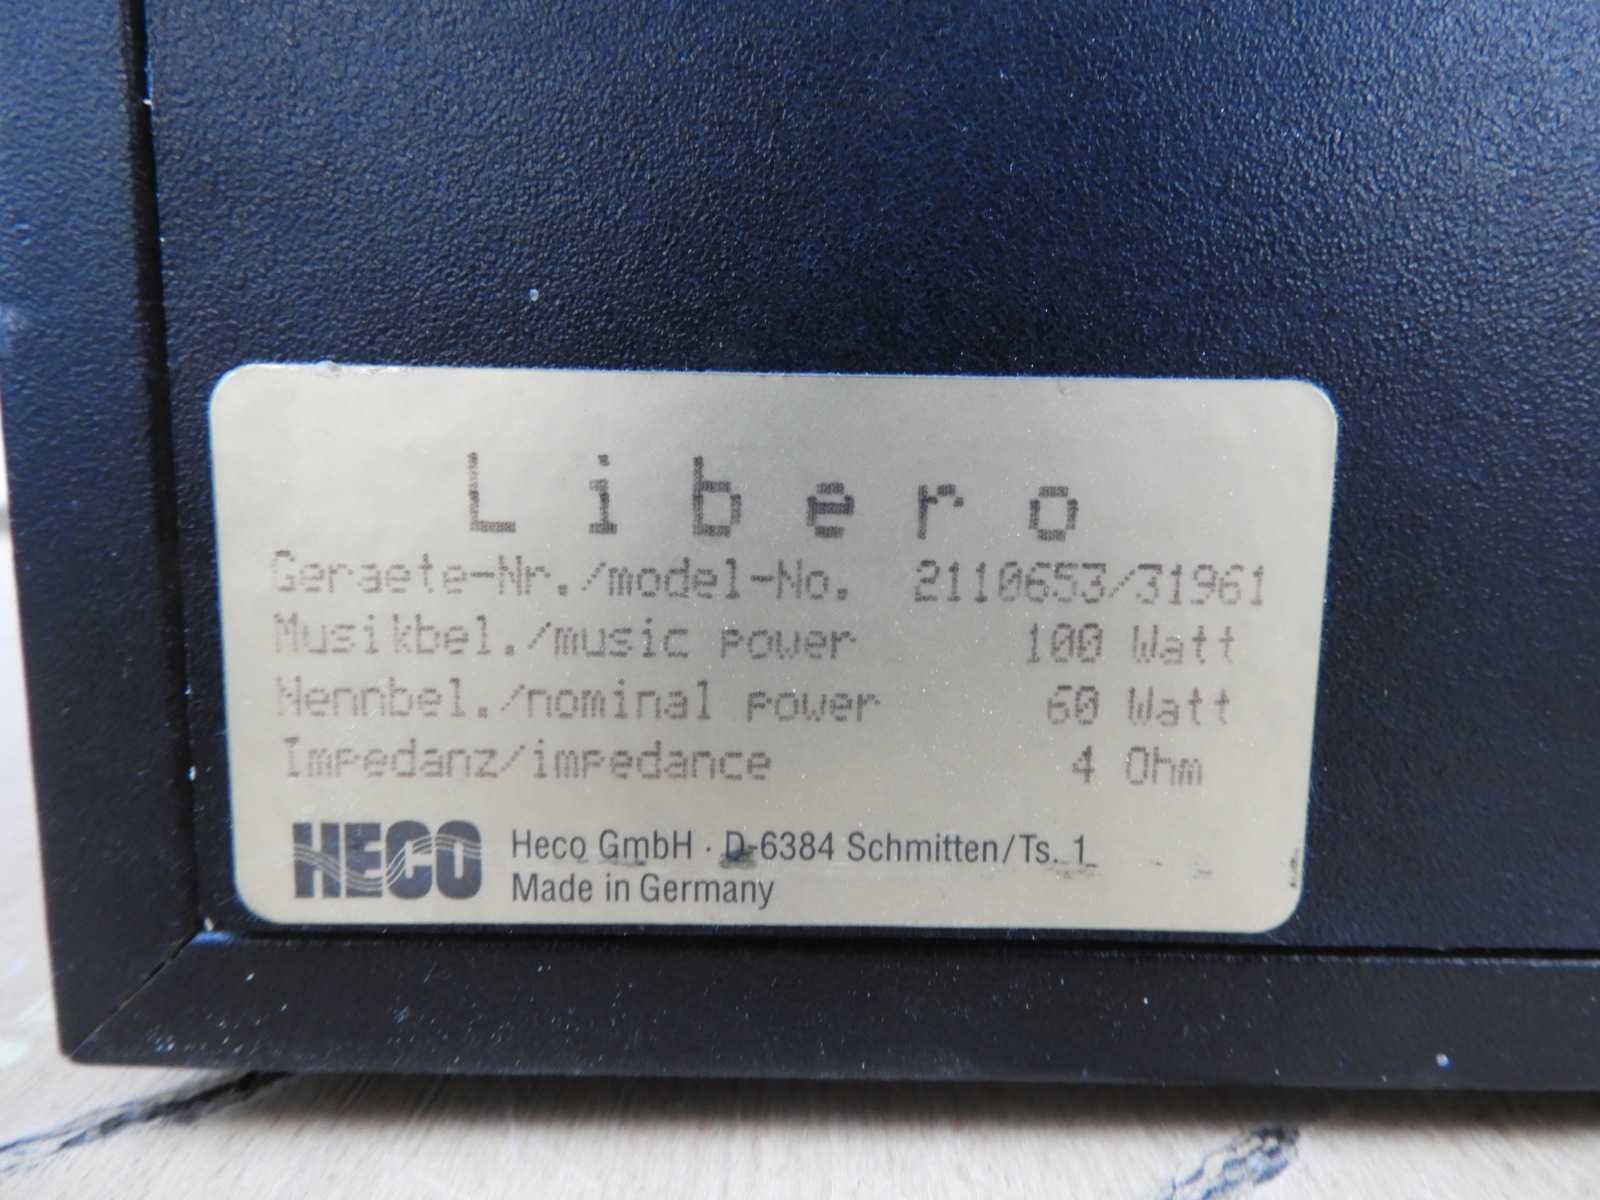 Libero
Geraete-Nr./model-No. 2110653/31961
Musikbel./music power 100 Watt
Nennbel./nominal power 60 Watt
Impedanz/impedance 4 Ohm
HECO Heco GmbH · D-6384 Schmitten/Ts. 1
Made in Germany